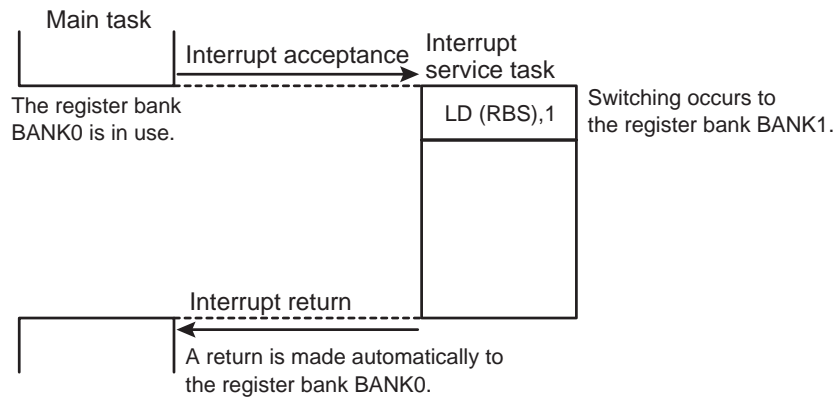 Main task
Interrupt acceptance
Interrupt
service task
The register bank
BANK0 is in use.
LD (RBS),1
Switching occurs to
the register bank BANK1.
Interrupt return
A return is made automatically to
the register bank BANK0.